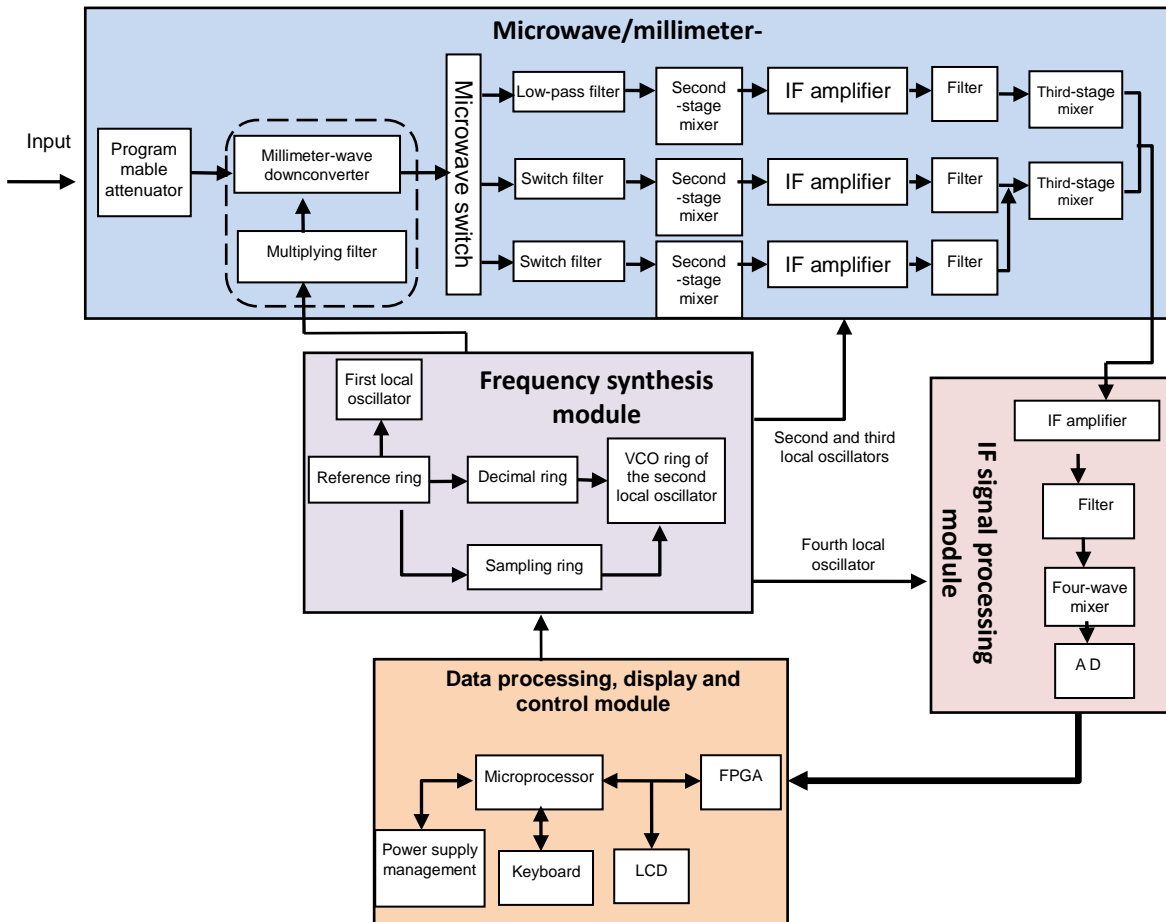 Microwave/millimeter-
Input
Program
mable
attenuator
Millimeter-wave
downconverter
Multiplying filter
Microwave switch
Low-pass filter
Second
-stage
mixer
IF amplifier
Filter
Third-stage
mixer
Switch filter
Second
-stage
mixer
IF amplifier
Filter
Third-stage
mixer
Switch filter
Second
-stage
mixer
IF amplifier
Filter
Frequency synthesis
module
First local
oscillator
Reference ring
Decimal ring
VCO ring of
the second
local oscillator
Sampling ring
Second and third
local oscillators
Fourth local
oscillator
IF signal processing
module
IF amplifier
Filter
Four-wave
mixer
A D
Data processing, display and
control module
Microprocessor
FPGA
Power supply
management
Keyboard
LCD